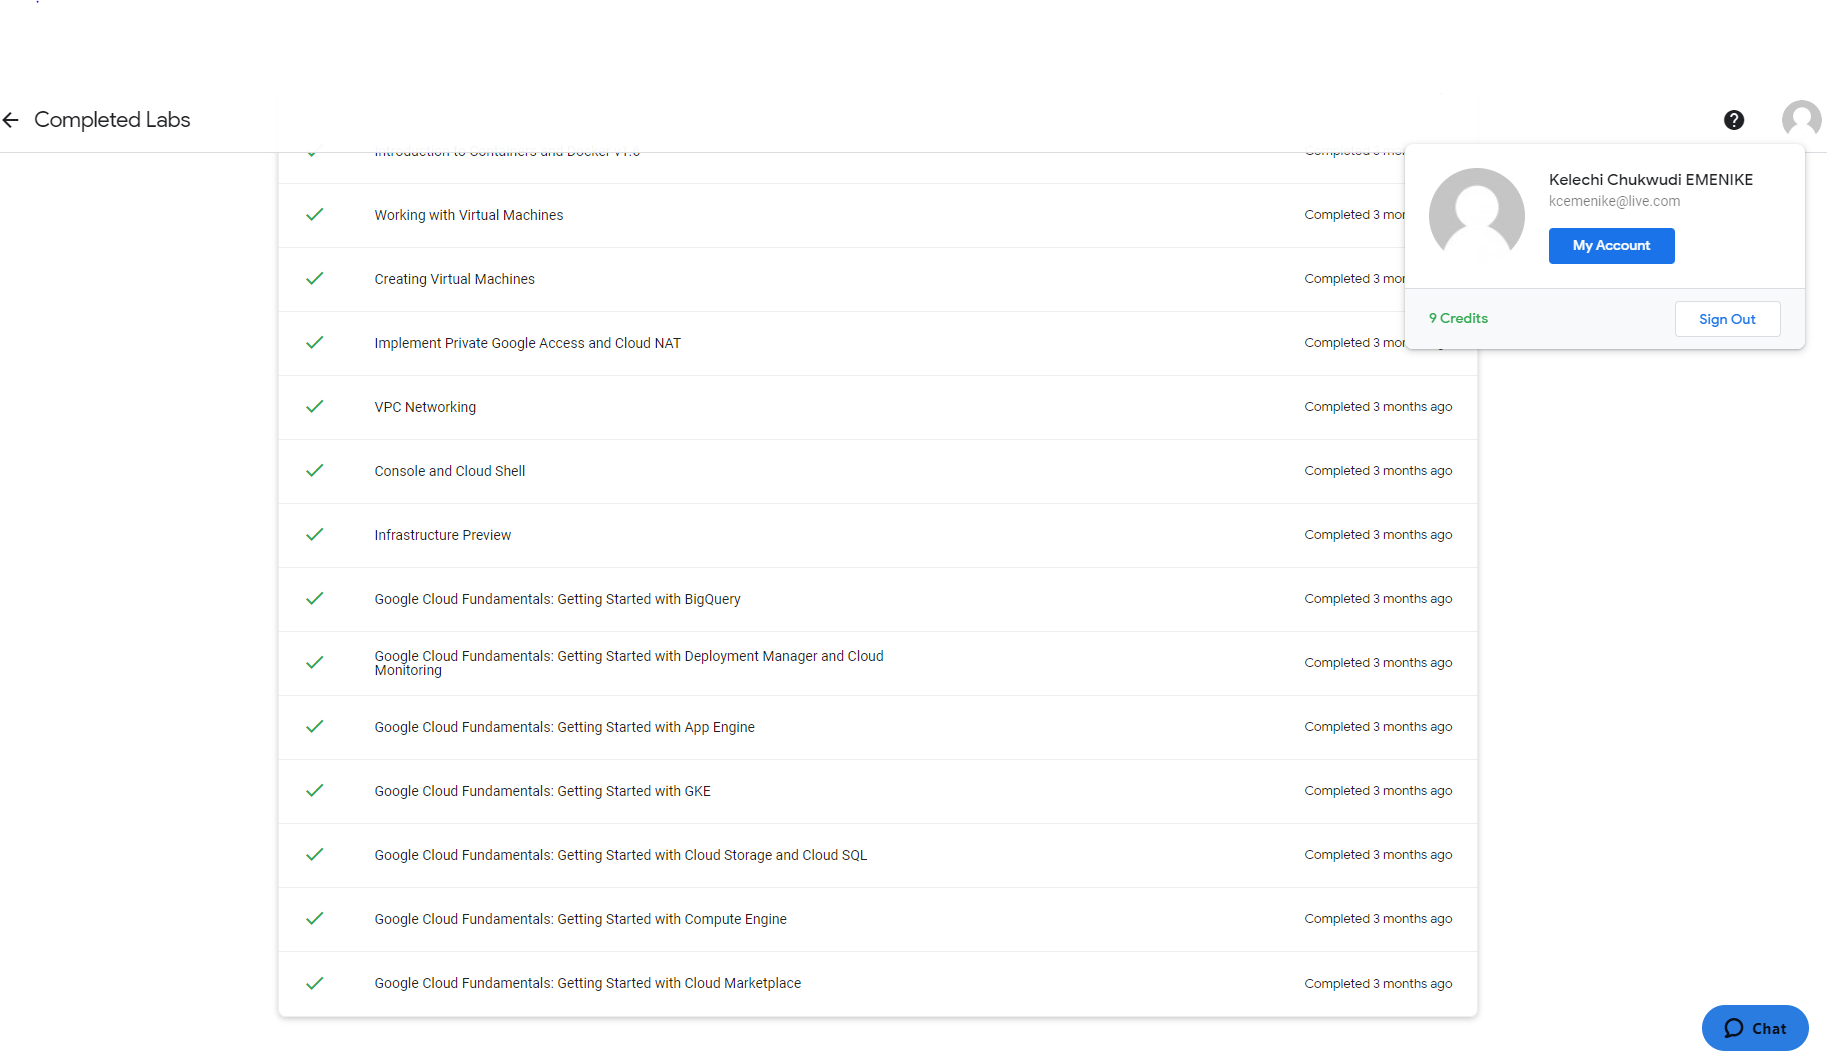 Completed Labs
Introduction to Containers and Docker v1.6
Kelechi Chukwudi EMENIKE
kcemenike@live.com
My Account
9 Credits
Sign Out
Working with Virtual Machines Completed 3
Creating Virtual Machines Completed 3
Implement Private Google Access and Cloud NAT Completed 3
VPC Networking Completed 3 months ago
Console and Cloud Shell Completed 3 months ago
Infrastructure Preview Completed 3 months ago
Google Cloud Fundamentals: Getting Started with BigQuery Completed 3 months ago
Google Cloud Fundamentals: Getting Started with Deployment Manager and Cloud
Monitoring Completed 3 months ago
Google Cloud Fundamentals: Getting Started with App Engine Completed 3 months ago
Google Cloud Fundamentals: Getting Started with GKE Completed 3 months ago
Google Cloud Fundamentals: Getting Started with Cloud Storage and Cloud SQL Completed 3 months ago
Google Cloud Fundamentals: Getting Started with Compute Engine Completed 3 months ago
Google Cloud Fundamentals: Getting Started with Cloud Marketplace Completed 3 months ago
Chat